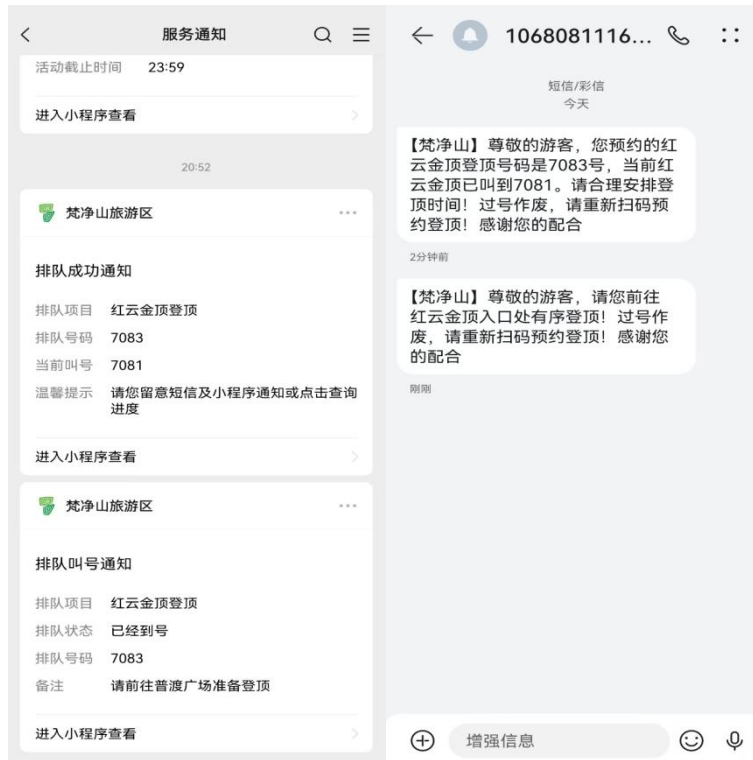 服务通知
活动截止时间 23:59
进入小程序查看
20:52
梵净山旅游区
排队成功通知
排队项目 红云金顶登顶
排队号码 7083
当前叫号 7081
温馨提示 请您留意短信及小程序通知或点击查询
进度
进入小程序查看
梵净山旅游区
排队叫号通知
排队项目 红云金顶登顶
排队状态 已经到号
排队号码 7083
备注 请前往普渡广场准备登顶
进入小程序查看
1068081116...
短信/彩信
今天
【梵净山】尊敬的游客，您预约的红
云金顶登顶号码是7083号，当前红
云金顶已叫到7081。请合理安排登
顶时间！过号作废，请重新扫码预
约登顶！感谢您的配合
2分钟前
【梵净山】尊敬的游客，请您前往
红云金顶入口处有序登顶！过号作
废，请重新扫码预约登顶！感谢您
的配合
刚刚
增强信息